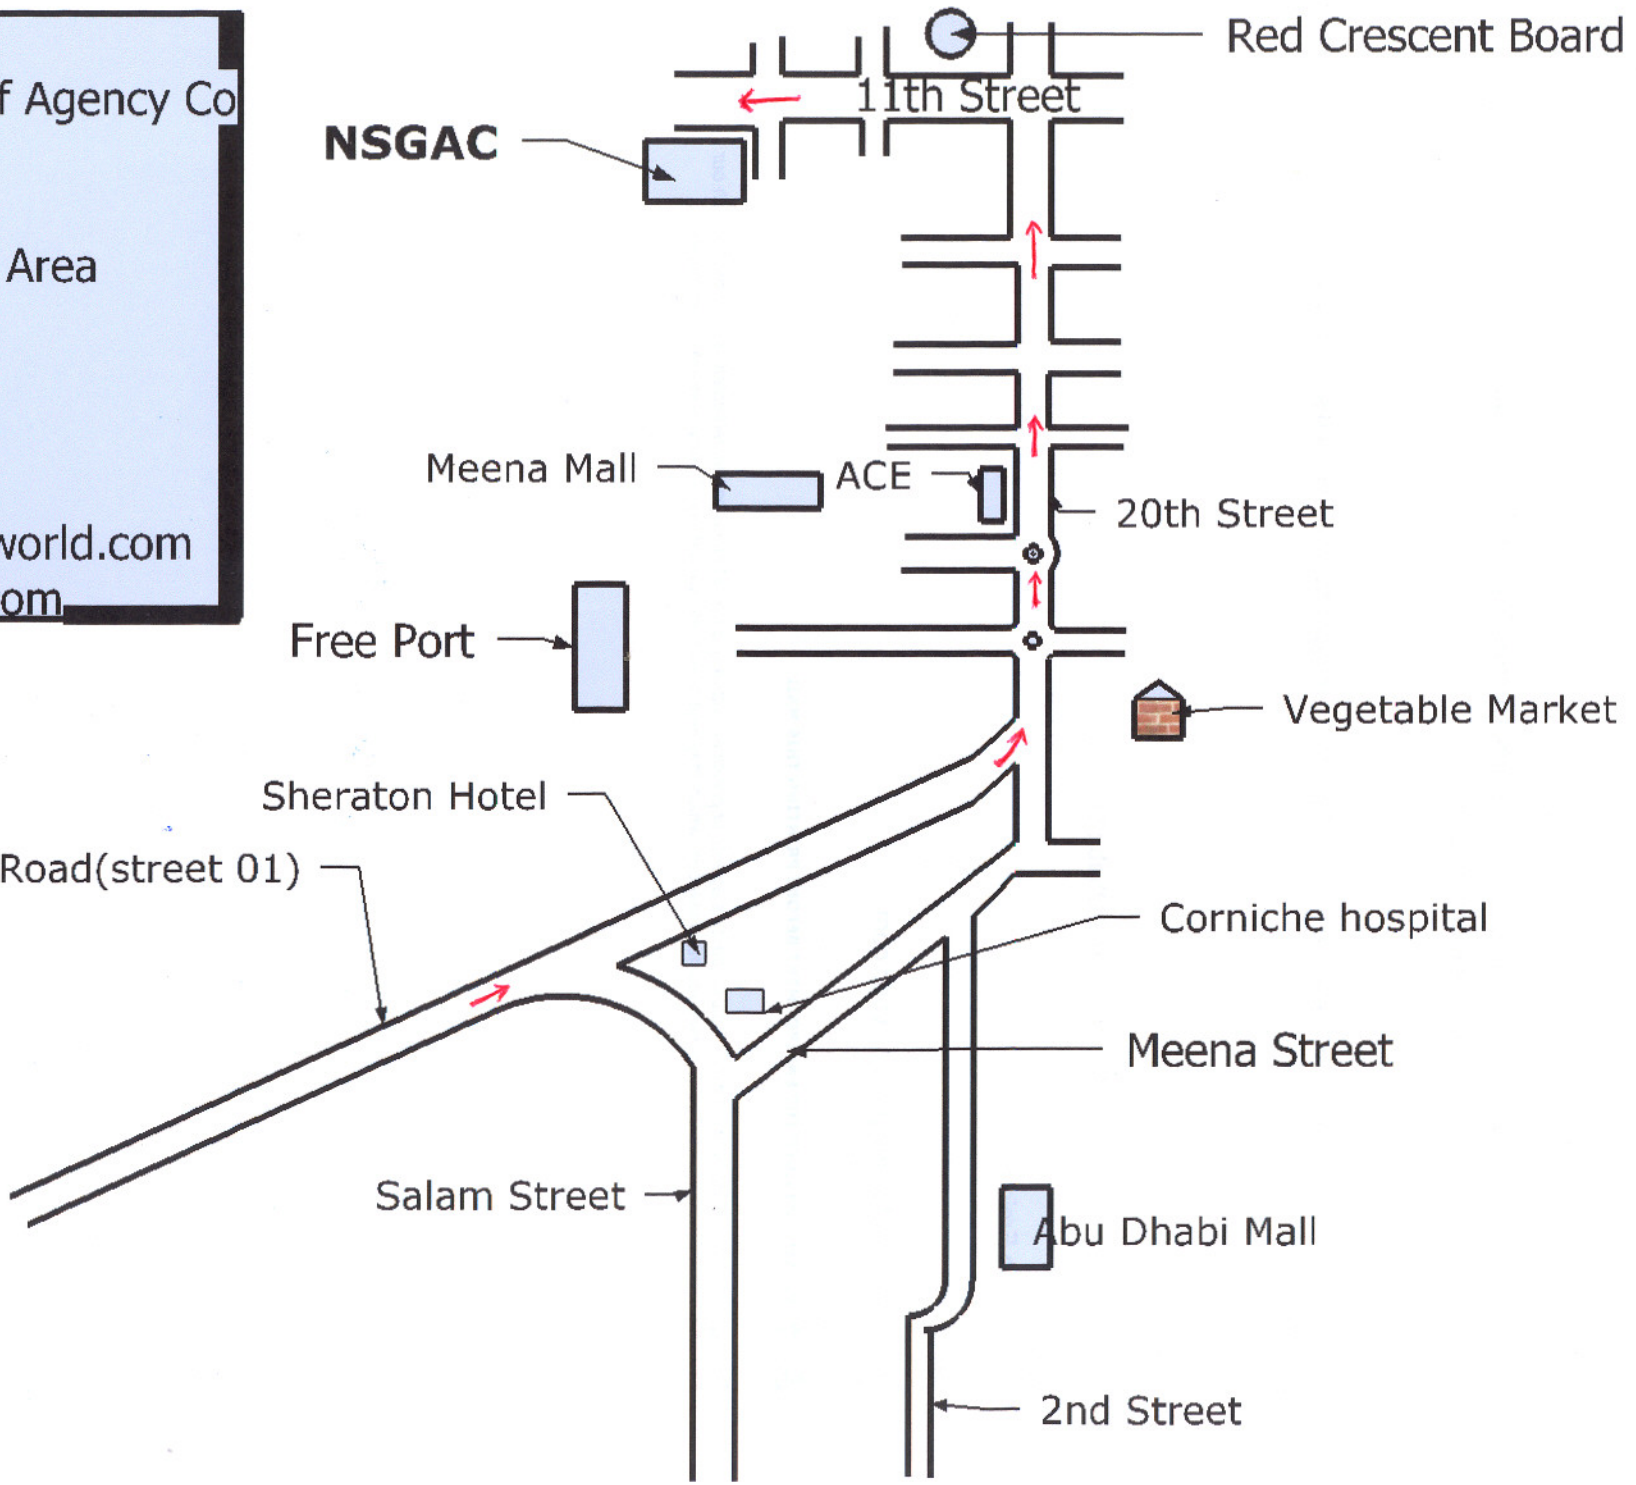 Red Crescent Board
f Agency Co
11th Street
NSGAC
Area
Meena Mall
ACE
20th Street
world.com
om
Free Port
Vegetable Market
Sheraton Hotel
Road(street 01)
Corniche hospital
Meena Street
Salam Street
Abu Dhabi Mall
2nd Street